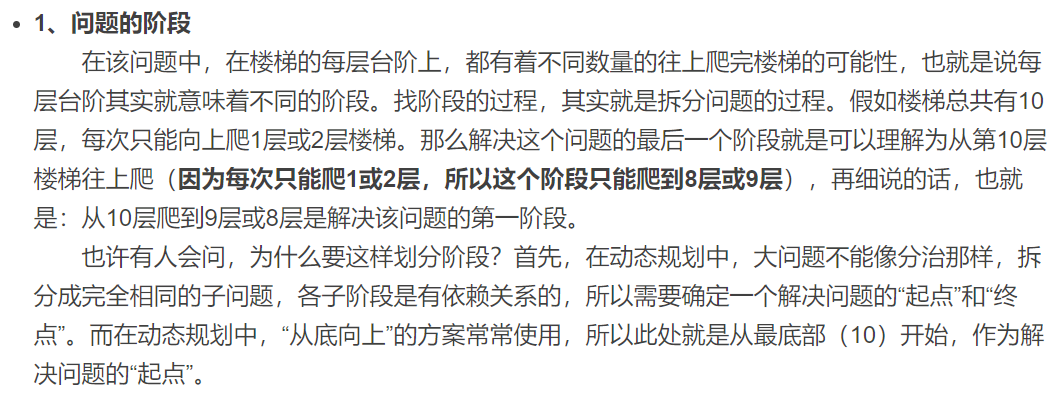 1、问题的阶段
在该问题中，在楼梯的每层台阶上，都有着不同数量的往上爬完楼梯的可能性，也就是说每
层台阶其实就意味着不同的阶段。找阶段的过程，其实就是拆分问题的过程。假如楼梯总共有10
层，每次只能向上爬1层或2层楼梯。那么解决这个问题的最后一个阶段就是可以理解为从第10层
楼梯往上爬（因为每次只能爬1或2层，所以这个阶段只能爬到8层或9层），再细说的话，也就
是：从10层爬到9层或8层是解决该问题的第一阶段。
也许有人会问，为什么要这样划分阶段？首先，在动态规划中，大问题不能像分治那样，拆
分成完全相同的子问题，各子阶段是有依赖关系的，所以需要确定一个解决问题的“起点”和“终
点”。而在动态规划中，“从底向上”的方案常常使用，所以此处就是从最底部（10）开始，作为解
决问题的“起点”。